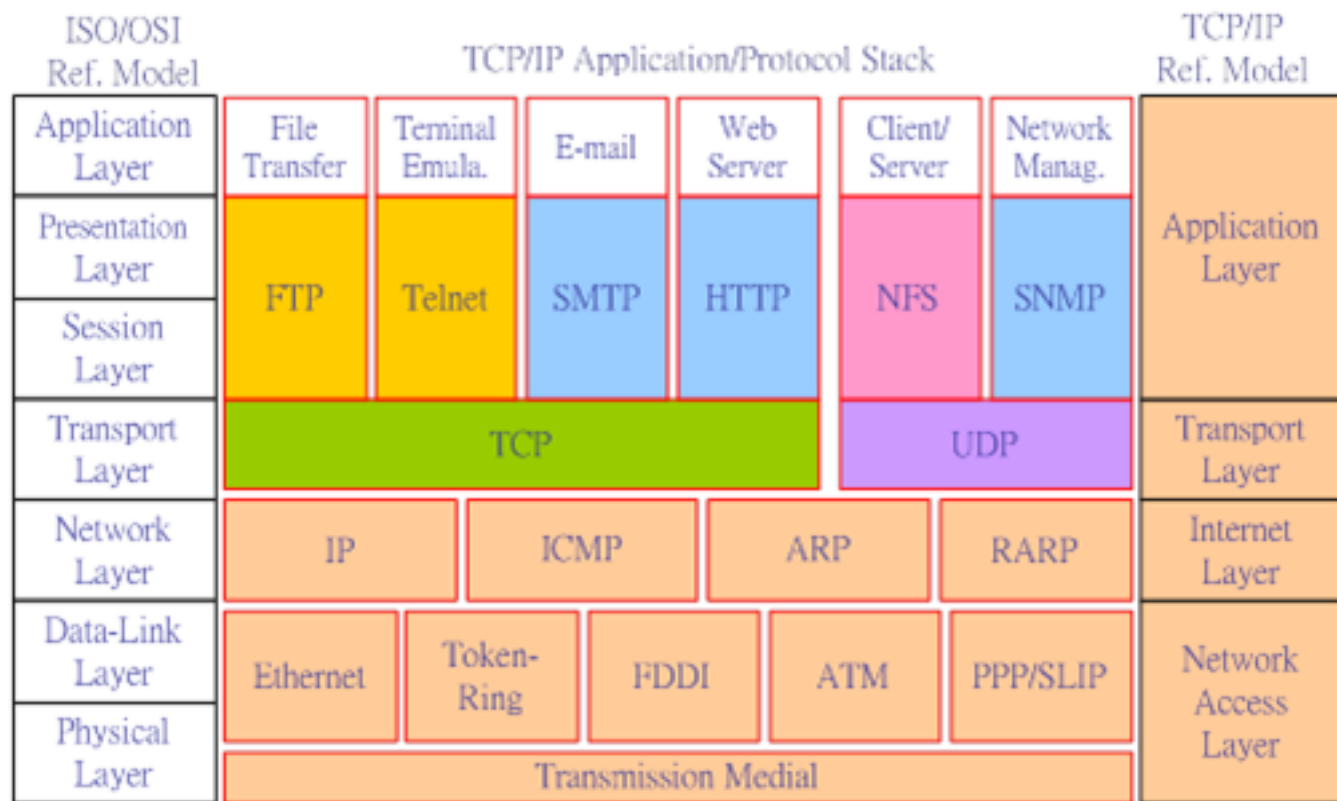 ISO/OSI
Ref. Model
TCP/IP Application/Protocol Stack
TCP/IP
Ref. Model
Application
Layer
File
Transfer
Terninal
Emula.
E-mail
Web
Server
Client/
Server
Network
Manag.
Presentation
Layer
Session
Layer
FTP
Telnet
SMTP
HTTP
NFS
SNMP
Application
Layer
Transport
Layer
TCP
UDP
Transport
Layer
Network
Layer
IP
ICMP
ARP
RARP
Internet
Layer
Data-Link
Layer
Physical
Layer
Ethernet
Token-
Ring
FDDI
ATM
PPP/SLIP
Transmission Medial
Network
Access
Layer